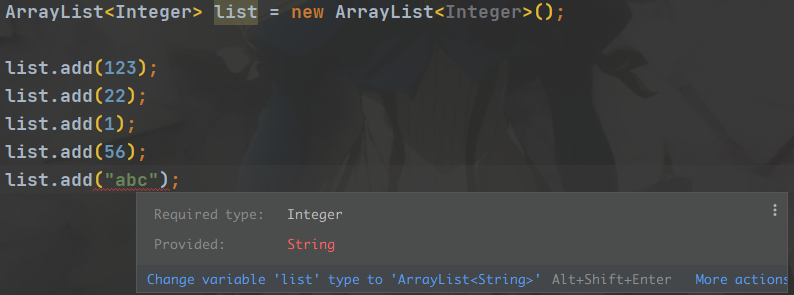 ArrayList<Integer> list = new ArrayList<Integer>();
list.add(123);
list.add(22);
list.add(1);
list.add(56);
list.add("abc");
Required type: Integer
Provided: String
Change variable 'list' type to 'ArrayList<String>' Alt+Shift+Enter More actions